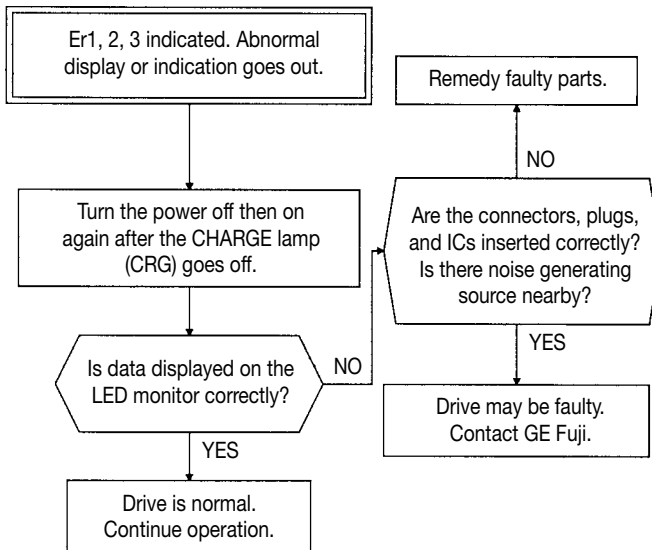 Er1, 2, 3 indicated. Abnormal
display or indication goes out.
Turn the power off then on
again after the CHARGE lamp
(CRG) goes off.
Is data displayed on the
LED monitor correctly?
NO
YES
Drive is normal.
Continue operation.
Remedy faulty parts.
NO
Are the connectors, plugs,
and ICs inserted correctly?
Is there noise generating
source nearby?
YES
Drive may be faulty.
Contact GE Fuji.